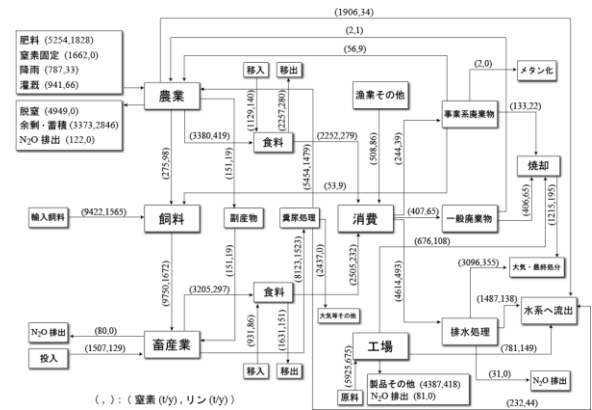 (1906,34)
肥料 (5254,1828)
窒素固定 (1662,0)
降雨 (787,33)
灌漑 (941,66)
(2,1)
(56,9)
移入
移出
(2,0)
メタン化
農業
漁業その他
事業系廃棄物
(133,22)
脱窒 (4949,0)
余剰・蓄積 (3373,2846)
N₂O 排出 (122,0)
(1129,140)
(2257,280)
(3380,419)
食料
(2252,279)
(508,86)
(244,39)
焼却
(275,98)
(151,19)
(5454,1479)
(53,9)
(406,65)
(1215,195)
輸入飼料
(9422,1565)
飼料
副産物
糞尿処理
消費
(407,65)
一般廃棄物
(676,108)
(9750,1672)
(151,19)
(8123,1523)
(2437,0)
(2505,232)
(4614,493)
(3096,355)
大気・最終処分
(3205,297)
食料
大気等その他
(1487,138)
水系へ流出
N₂O 排出
(80,0)
投入
(1507,129)
畜産業
(931,86)
(1631,151)
工場
排水処理
(781,149)
移入
移出
(5925,675)
原料
製品その他 (4387,418)
N₂O 排出 (81,0)
(31,0)
N₂O 排出
( , ) : ( 窒素 (t/y) , リン (t/y) )
(232,44)